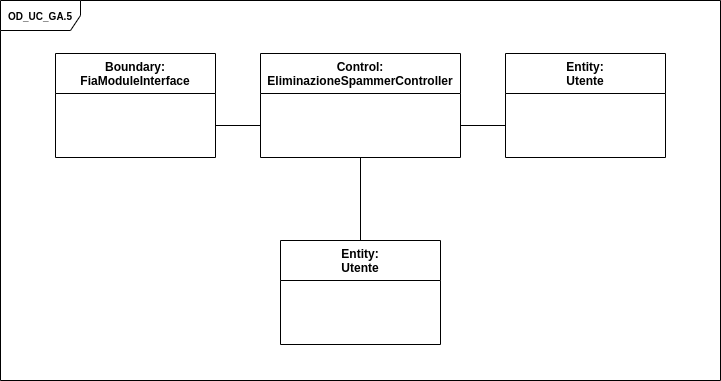 OD_UC_GA.5
Boundary:
FiaModuleInterface
Control:
EliminazioneSpammerController
Entity:
Utente
Entity:
Utente